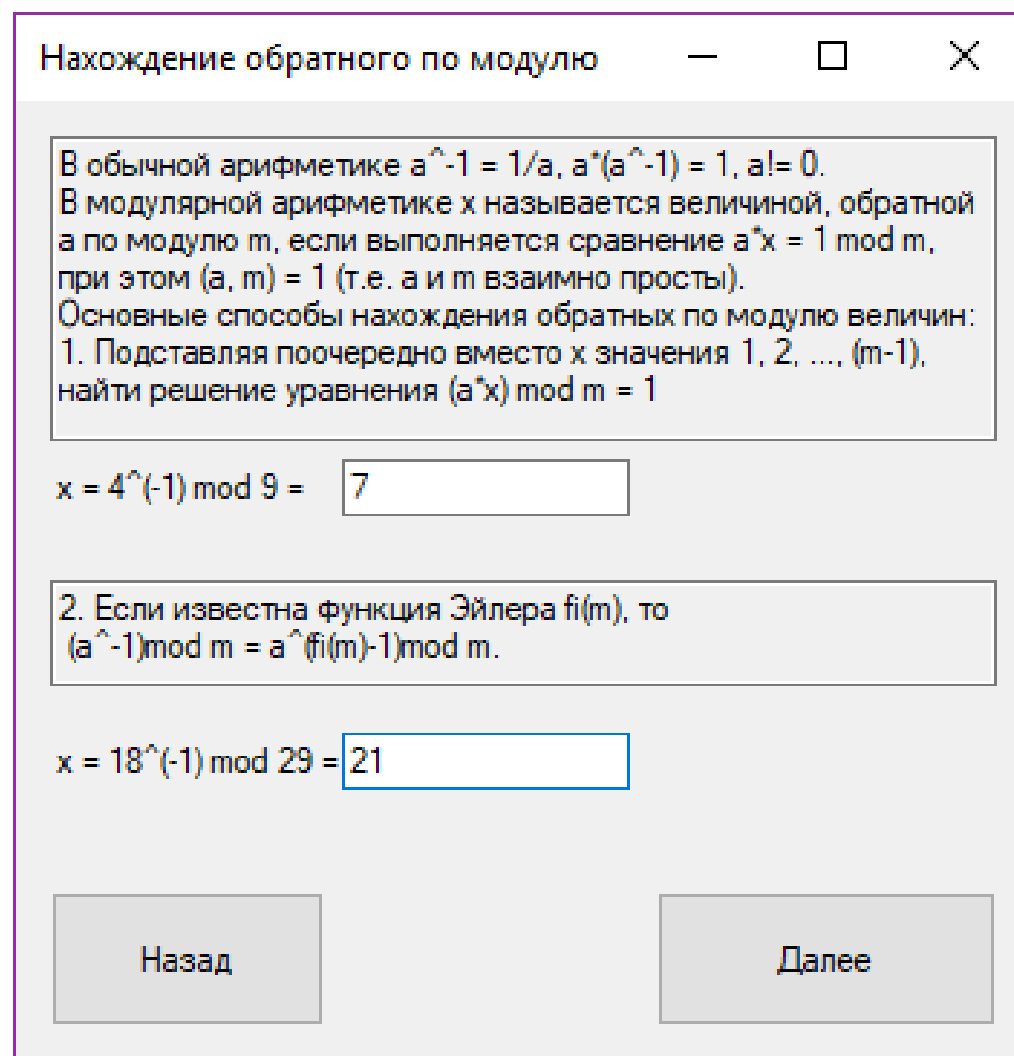 Нахождение обратного по модулю
В обычной арифметике a^-1 = 1/a, a*(a^-1) = 1, a!= 0.
В модулярной арифметике x называется величиной, обратной
a по модулю m, если выполняется сравнение a*x = 1 mod m,
при этом (a, m) = 1 (т.е. a и m взаимно просты).
Основные способы нахождения обратных по модулю величин:
1. Подставляя поочередно вместо x значения 1, 2, ..., (m-1),
найти решение уравнения (a*x) mod m = 1
x = 4^(-1) mod 9 = 7
2. Если известна функция Эйлера fi(m), то
(a^-1)mod m = a^(fi(m)-1)mod m.
x = 18^(-1) mod 29 = 21
Назад Далее